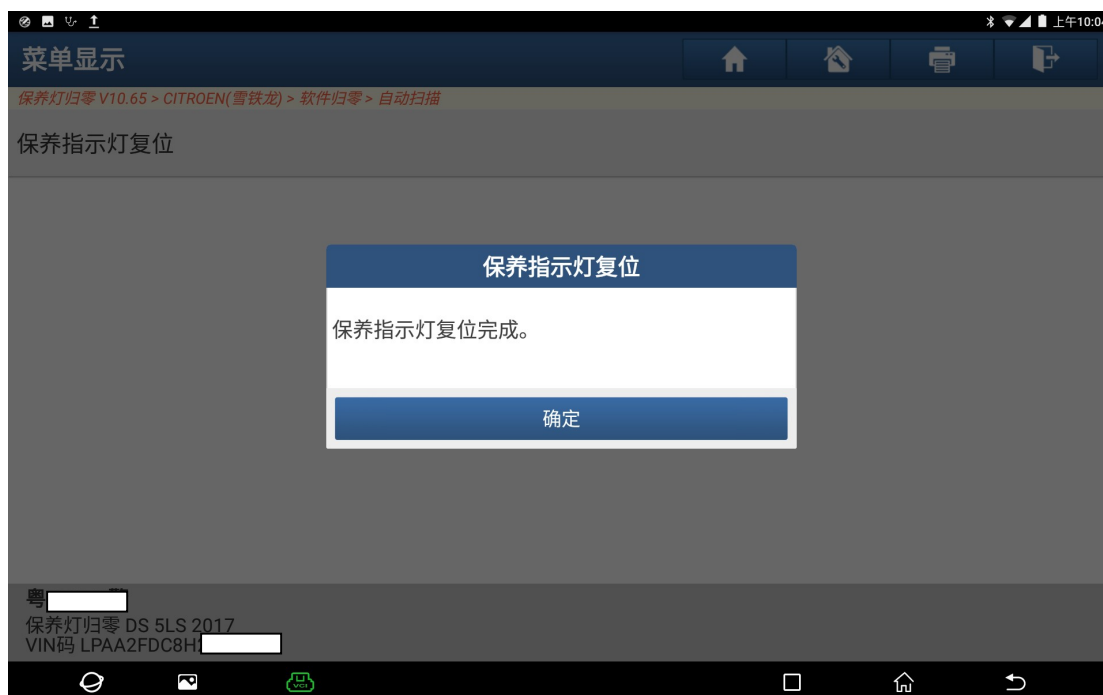 上午10:04
菜单显示
保养灯归零 V10.65 > CITROEN(雪铁龙) > 软件归零 > 自动扫描
保养指示灯复位
保养指示灯复位
保养指示灯复位完成。
确定
粤
保养灯归零 DS 5LS 2017
VIN码 LPAA2FDC8H
VCI